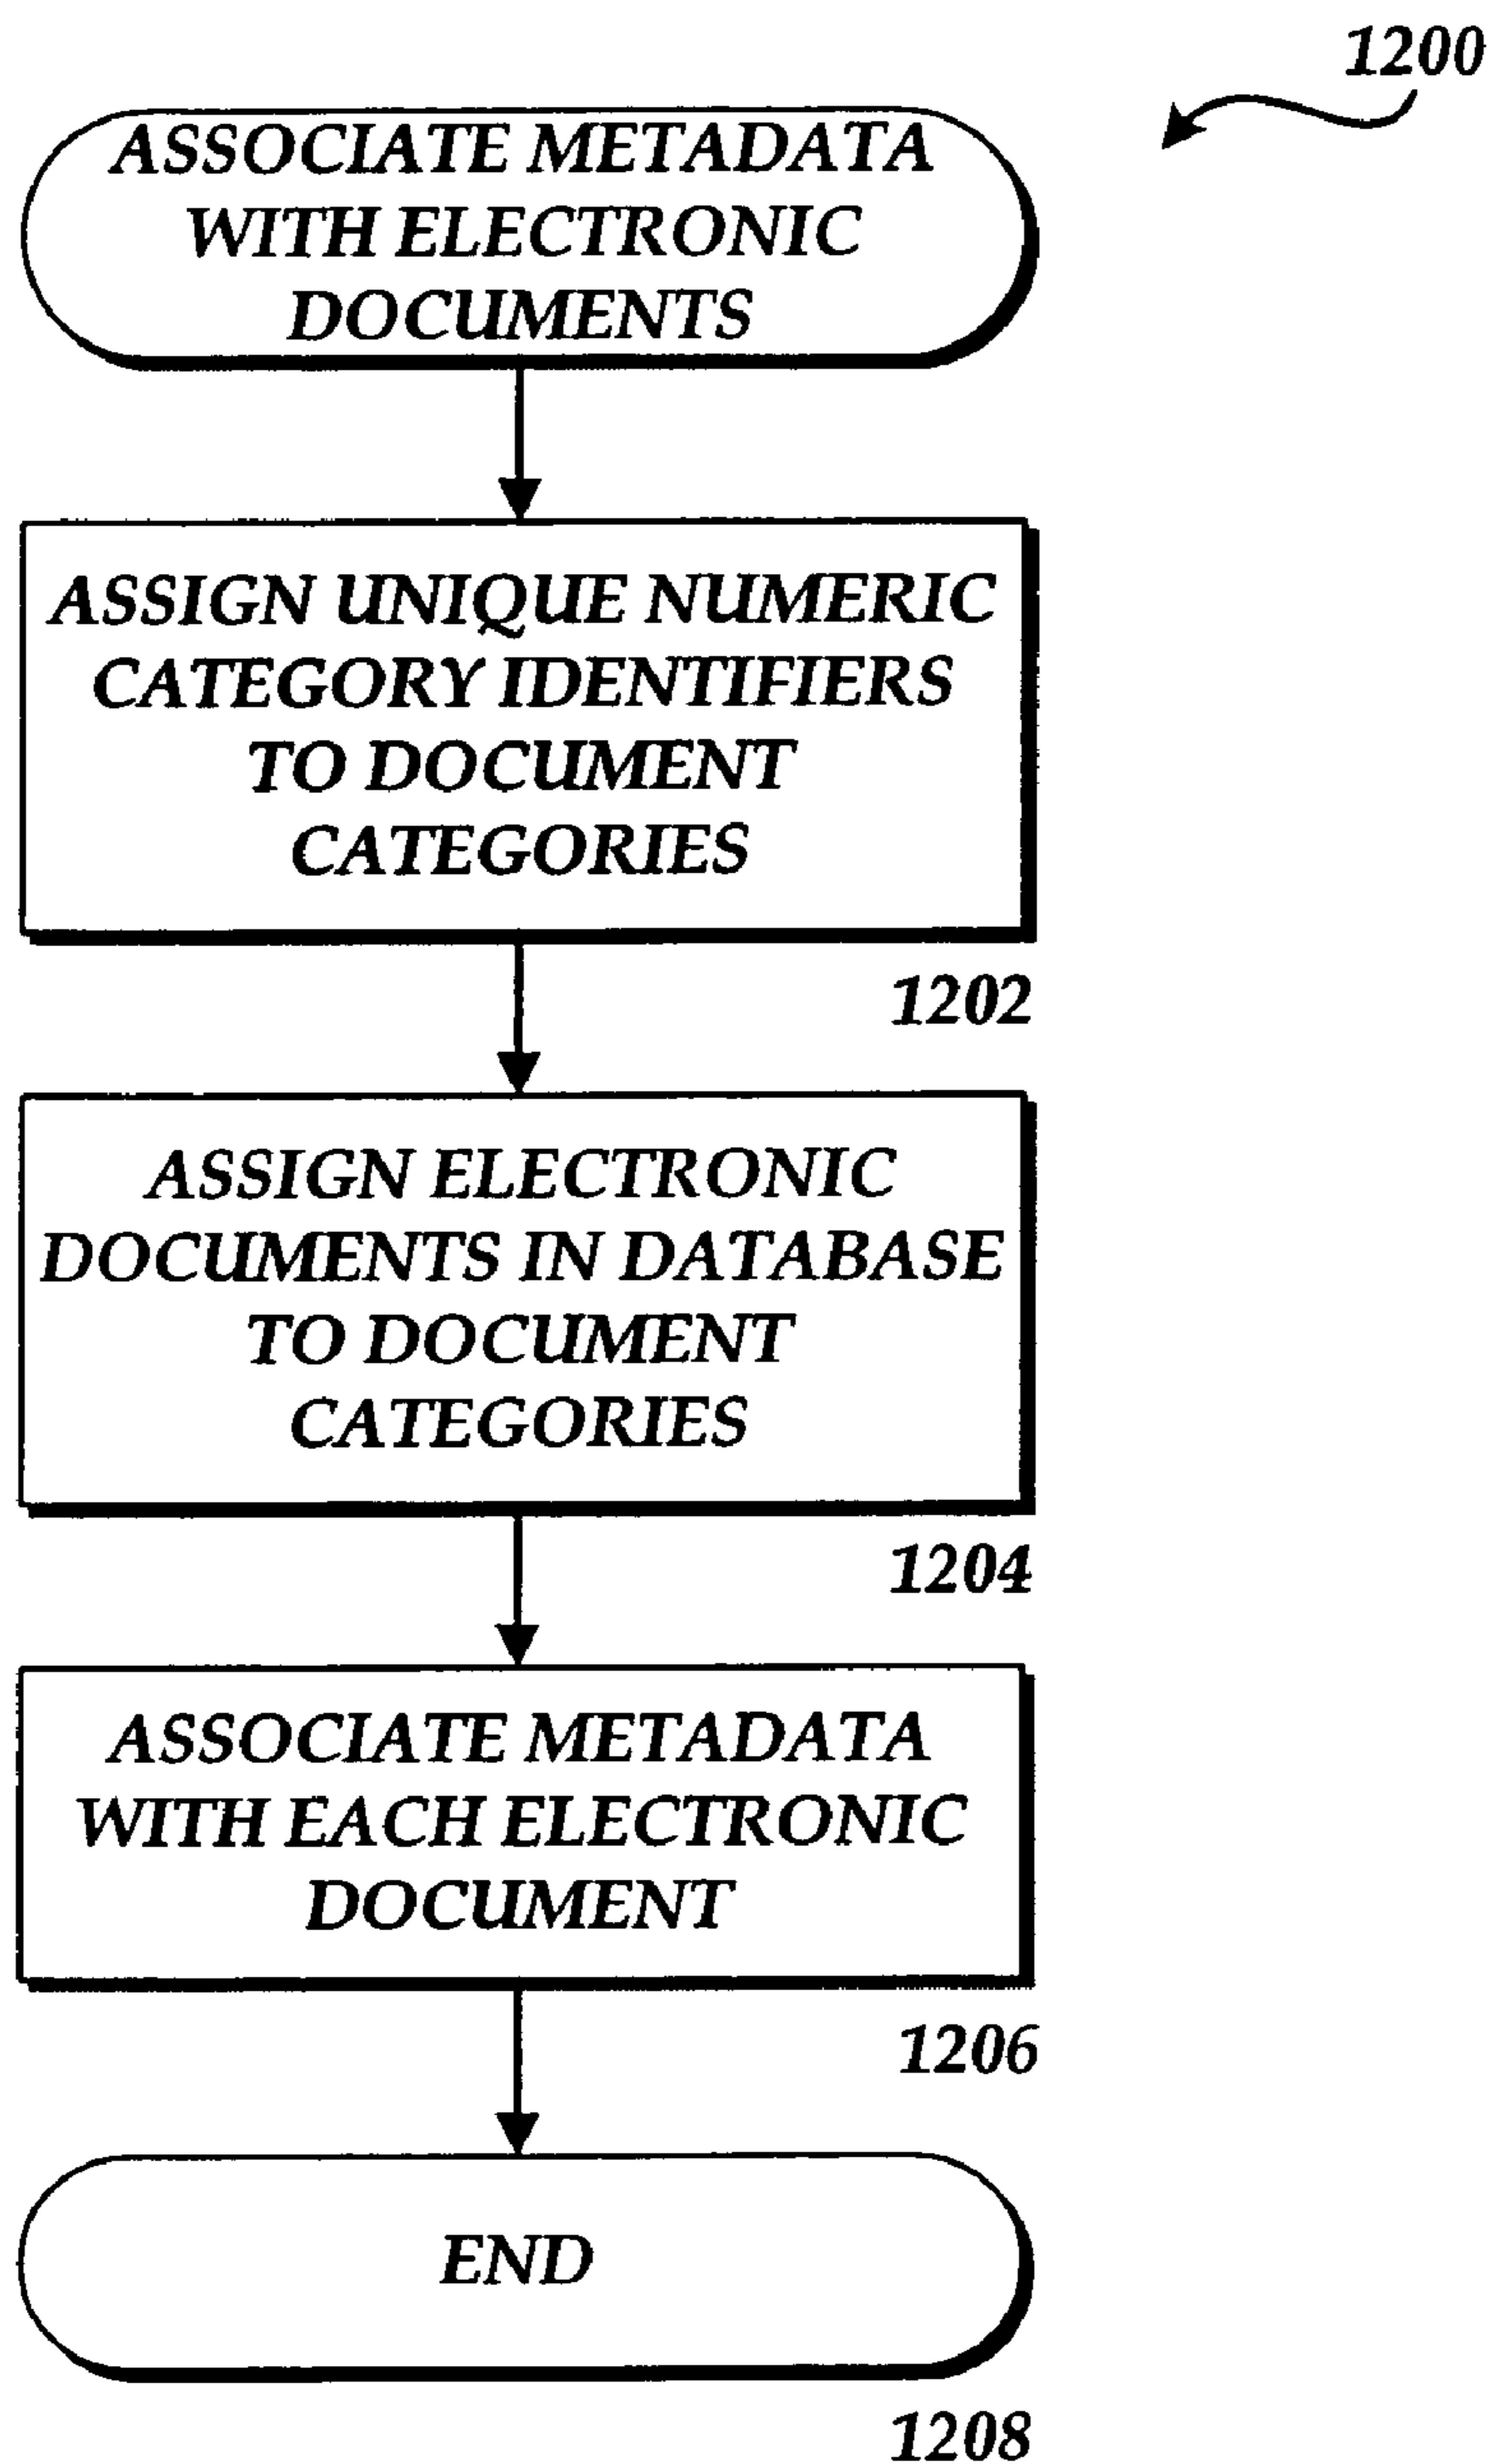 1200
ASSOCIATE METADATA
WITH ELECTRONIC
DOCUMENTS
ASSIGN UNIQUE NUMERIC
CATEGORY IDENTIFIERS
TO DOCUMENT
CATEGORIES
1202
ASSIGN ELECTRONIC
DOCUMENTS IN DATABASE
TO DOCUMENT
CATEGORIES
1204
ASSOCIATE METADATA
WITH EACH ELECTRONIC
DOCUMENT
1206
END
1208